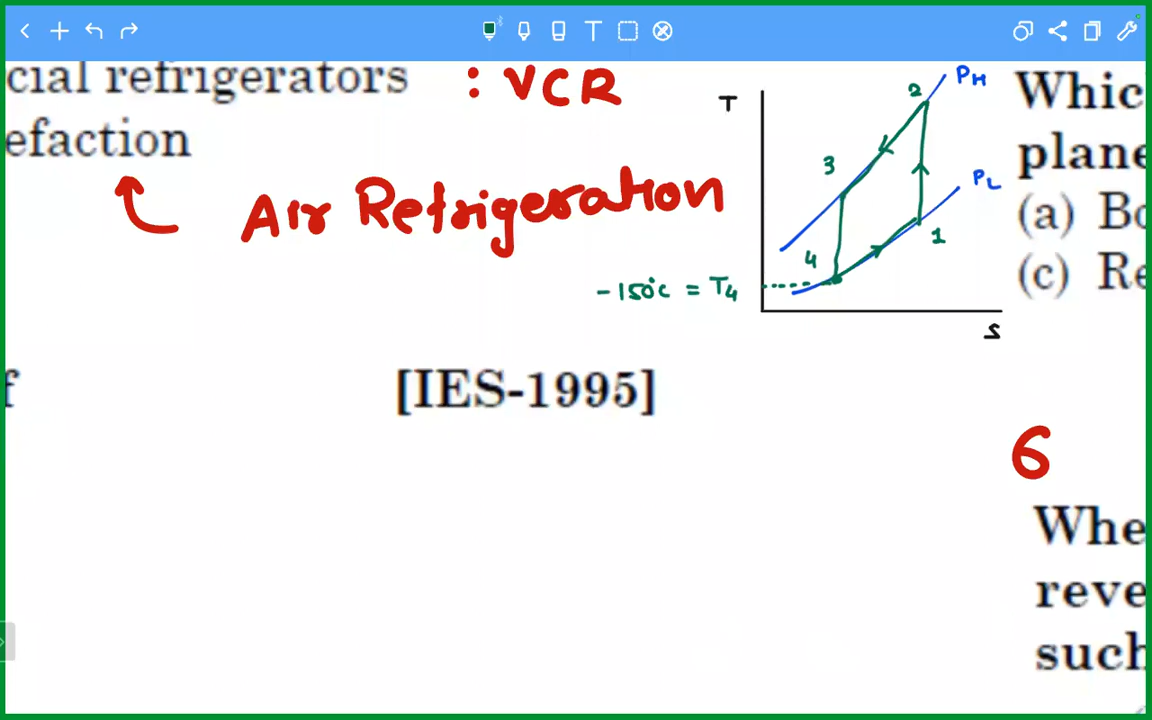 cial refrigerators : VCR
efaction
Air Refrigeration
T
2
PH
3
PL
1
4
-150°C = T4
S
f [IES-1995]
Whic
plane
(a) Bo
(c) Re
6
Whe
reve
such